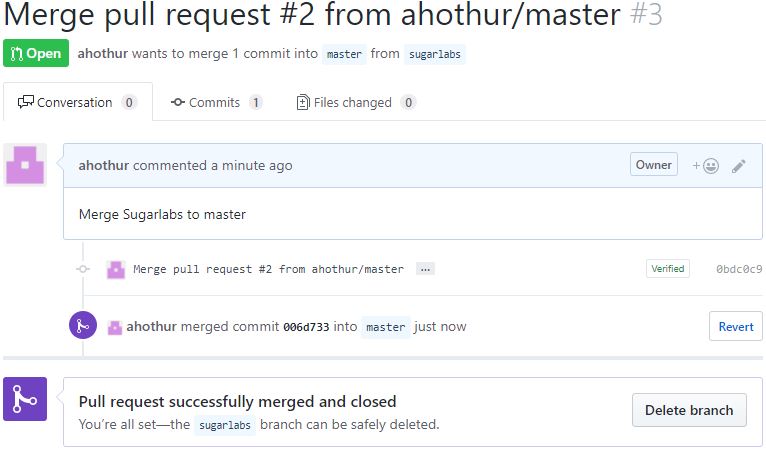 Merge pull request #2 from ahothur/master #3
Open ahothur wants to merge 1 commit into master from sugarlabs
Conversation 0 Commits 1 Files changed 0
ahothur commented a minute ago Owner
Merge Sugarlabs to master
Merge pull request #2 from ahothur/master ... Verified 0bdc0c9
ahothur merged commit 006d733 into master just now Revert
Pull request successfully merged and closed
You're all set—the sugarlabs branch can be safely deleted. Delete branch